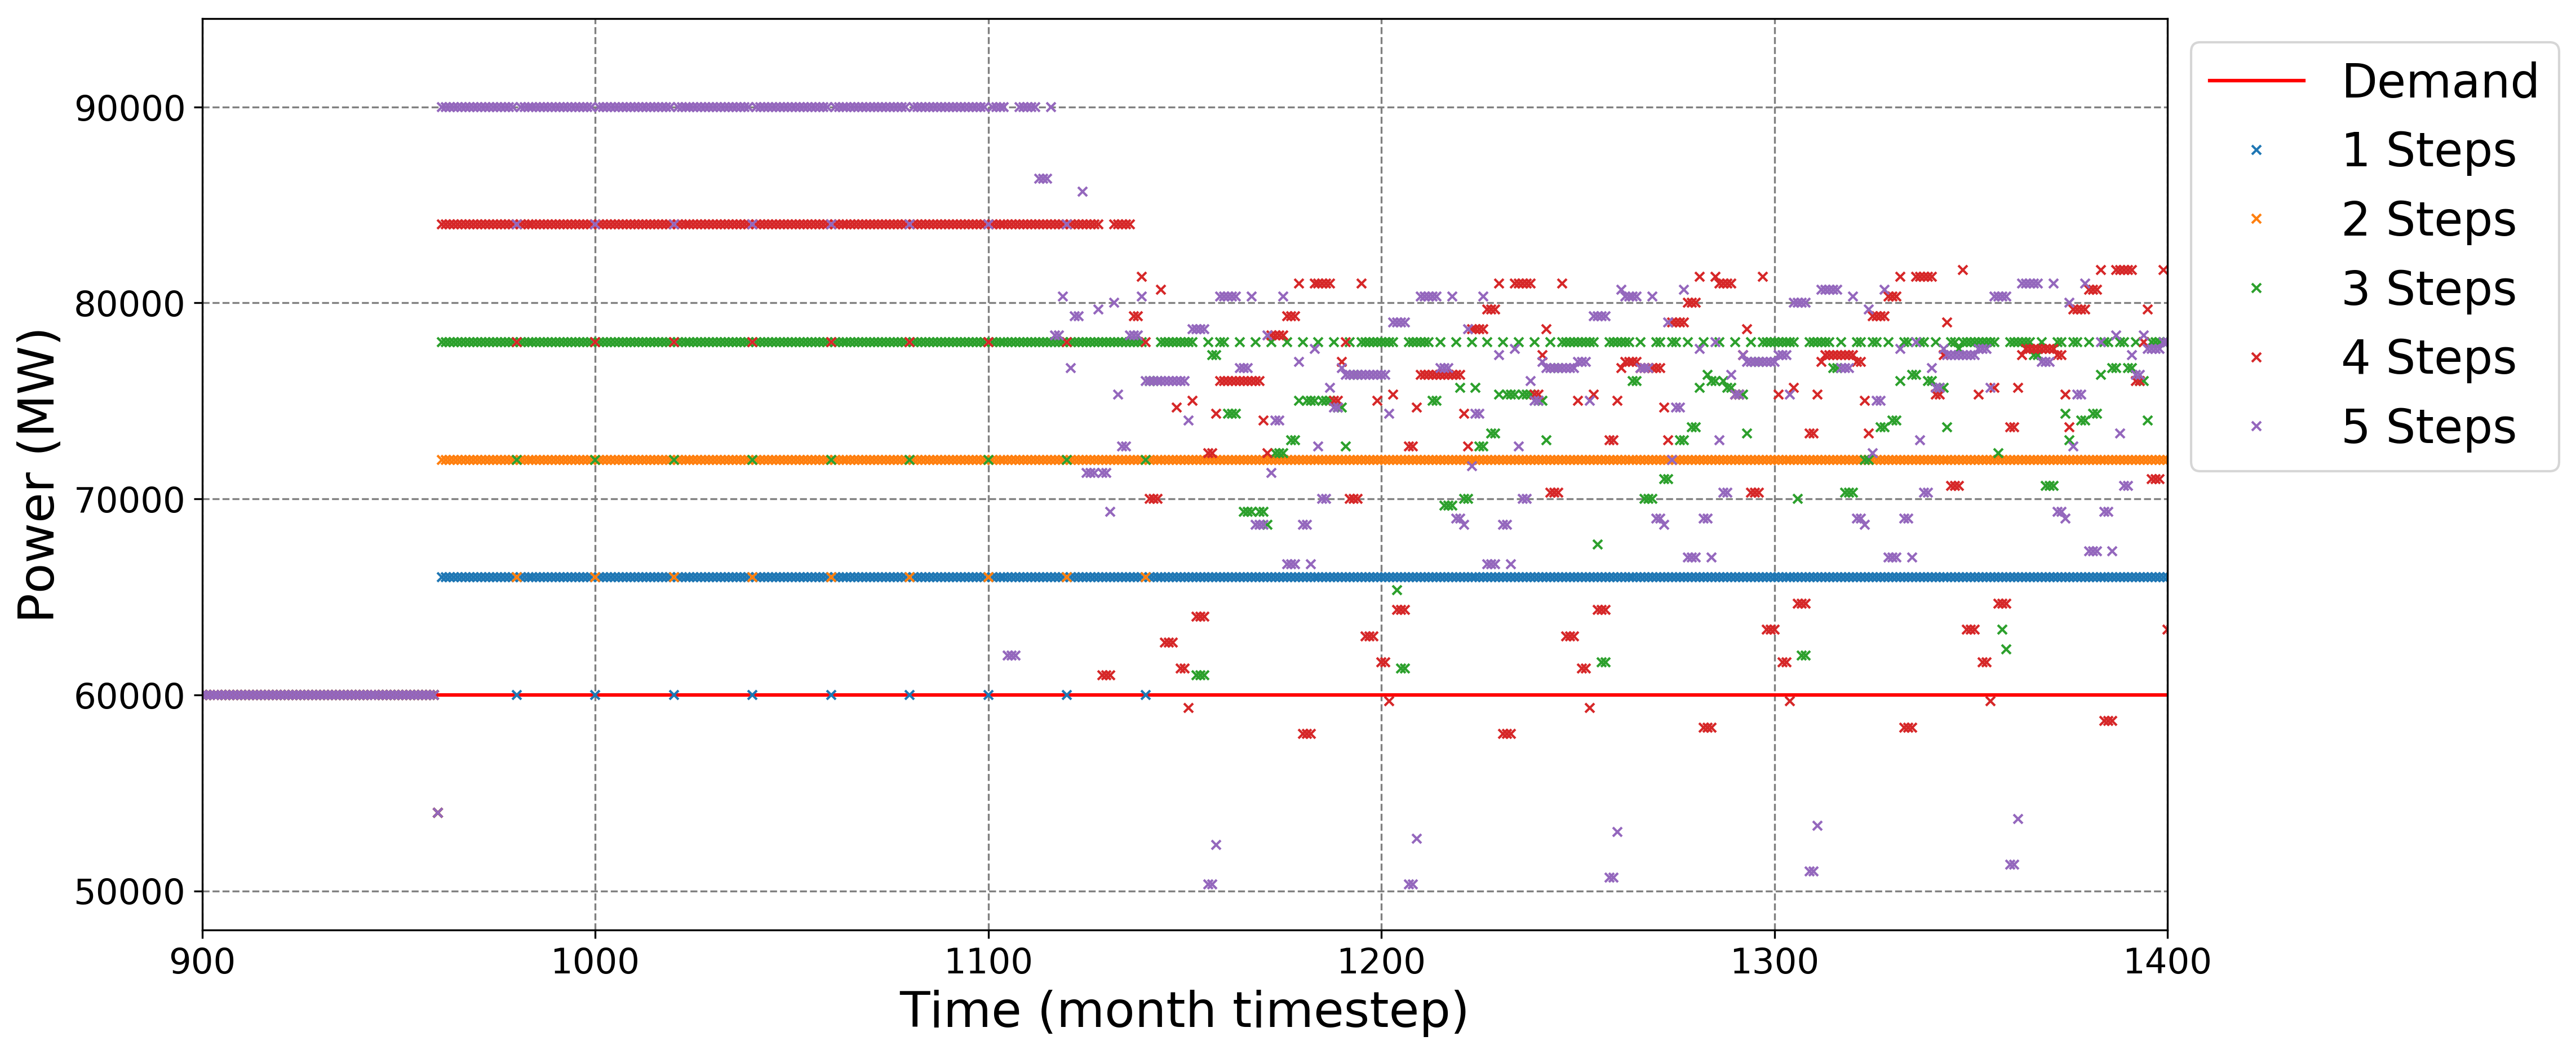 90000
80000
70000
60000
50000
Power (MW)
900
1000
1100
1200
1300
1400
Time (month timestep)
Demand
1 Steps
2 Steps
3 Steps
4 Steps
5 Steps